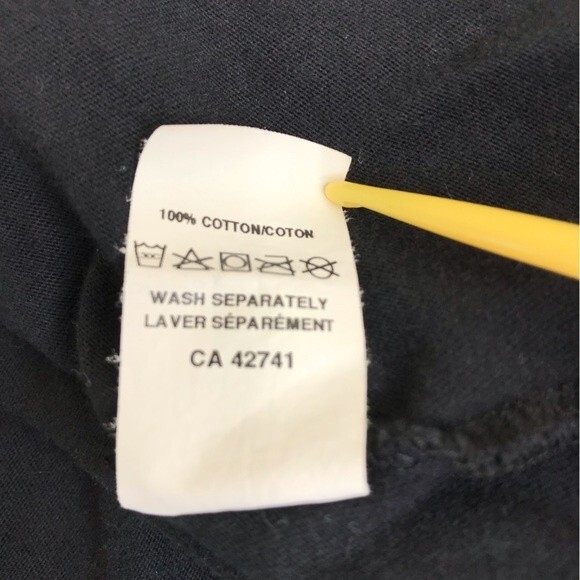 100% COTTON/COTON
WASH SEPARATELY
LAVER SÉPARÉMENT
CA 42741